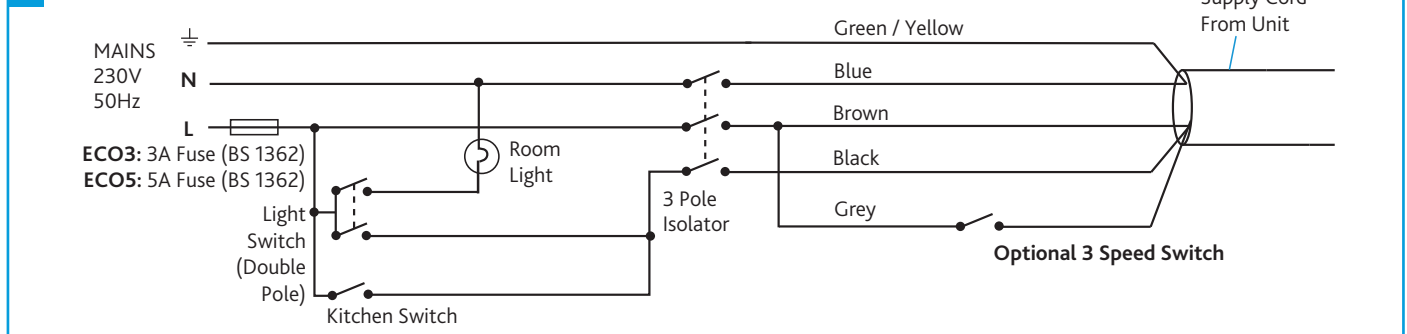 Supply Cord
From Unit
Green / Yellow
MAINS
230V
50Hz
N
Blue
L
Brown
ECO3: 3A Fuse (BS 1362)
ECO5: 5A Fuse (BS 1362)
Room
Light
Black
3 Pole
Isolator
Grey
Light
Switch
(Double
Pole)
Optional 3 Speed Switch
Kitchen Switch